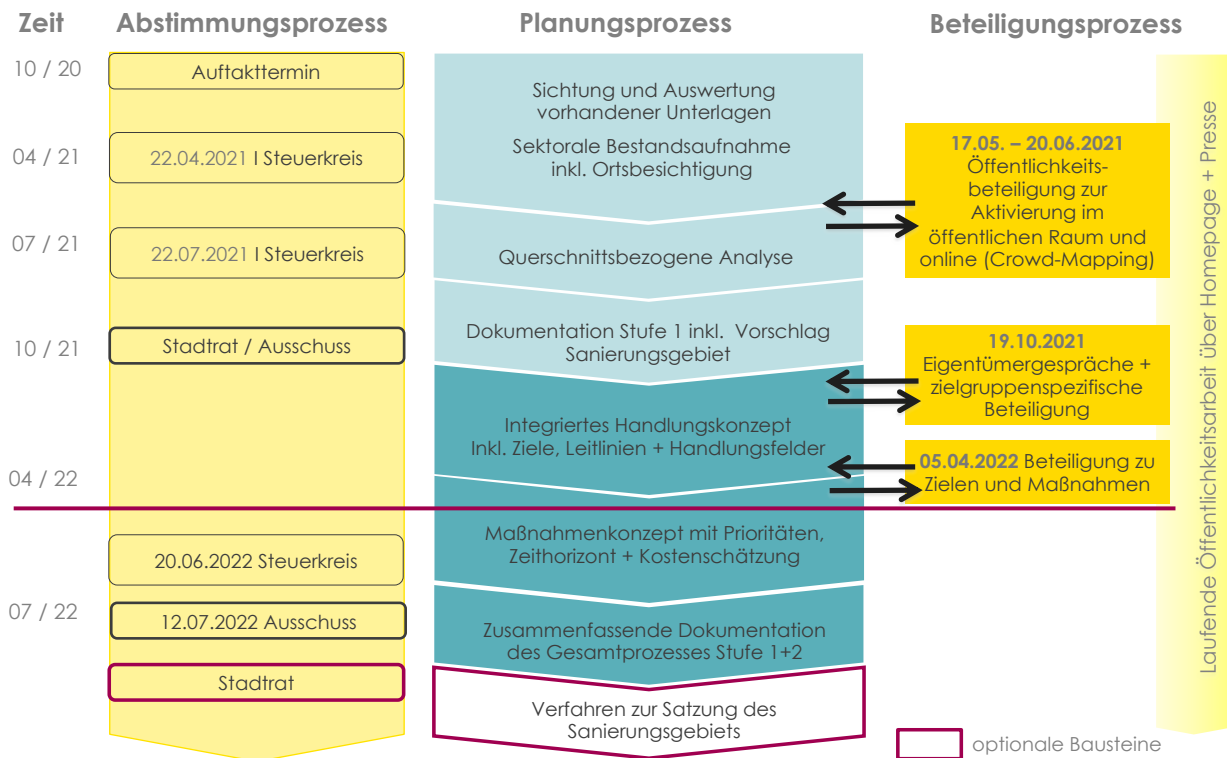 Zeit
Abstimmungsprozess
Planungsprozess
Beteiligungsprozess
10 / 20
04 / 21
07 / 21
10 / 21
04 / 22
07 / 22
Auftakttermin
22.04.2021 I Steuerkreis
22.07.2021 I Steuerkreis
Stadtrat / Ausschuss
20.06.2022 Steuerkreis
12.07.2022 Ausschuss
Stadtrat
Sichtung und Auswertung
vorhandener Unterlagen
Sektorale Bestandsaufnahme
inkl. Ortsbesichtigung
Querschnittsbezogene Analyse
Dokumentation Stufe 1 inkl. Vorschlag
Sanierungsgebiet
Integriertes Handlungskonzept
Inkl. Ziele, Leitlinien + Handlungsfelder
Maßnahmenkonzept mit Prioritäten,
Zeithorizont + Kostenschätzung
Zusammenfassende Dokumentation
des Gesamtprozesses Stufe 1+2
Verfahren zur Satzung des
Sanierungsgebiets
17.05. – 20.06.2021
Öffentlichkeits-
beteiligung zur
Aktivierung im
öffentlichen Raum und
online (Crowd-Mapping)
19.10.2021
Eigentümergespräche +
zielgruppenspezifische
Beteiligung
05.04.2022 Beteiligung zu
Zielen und Maßnahmen
Laufende Öffentlichkeitsarbeit über Homepage + Presse
optionale Bausteine